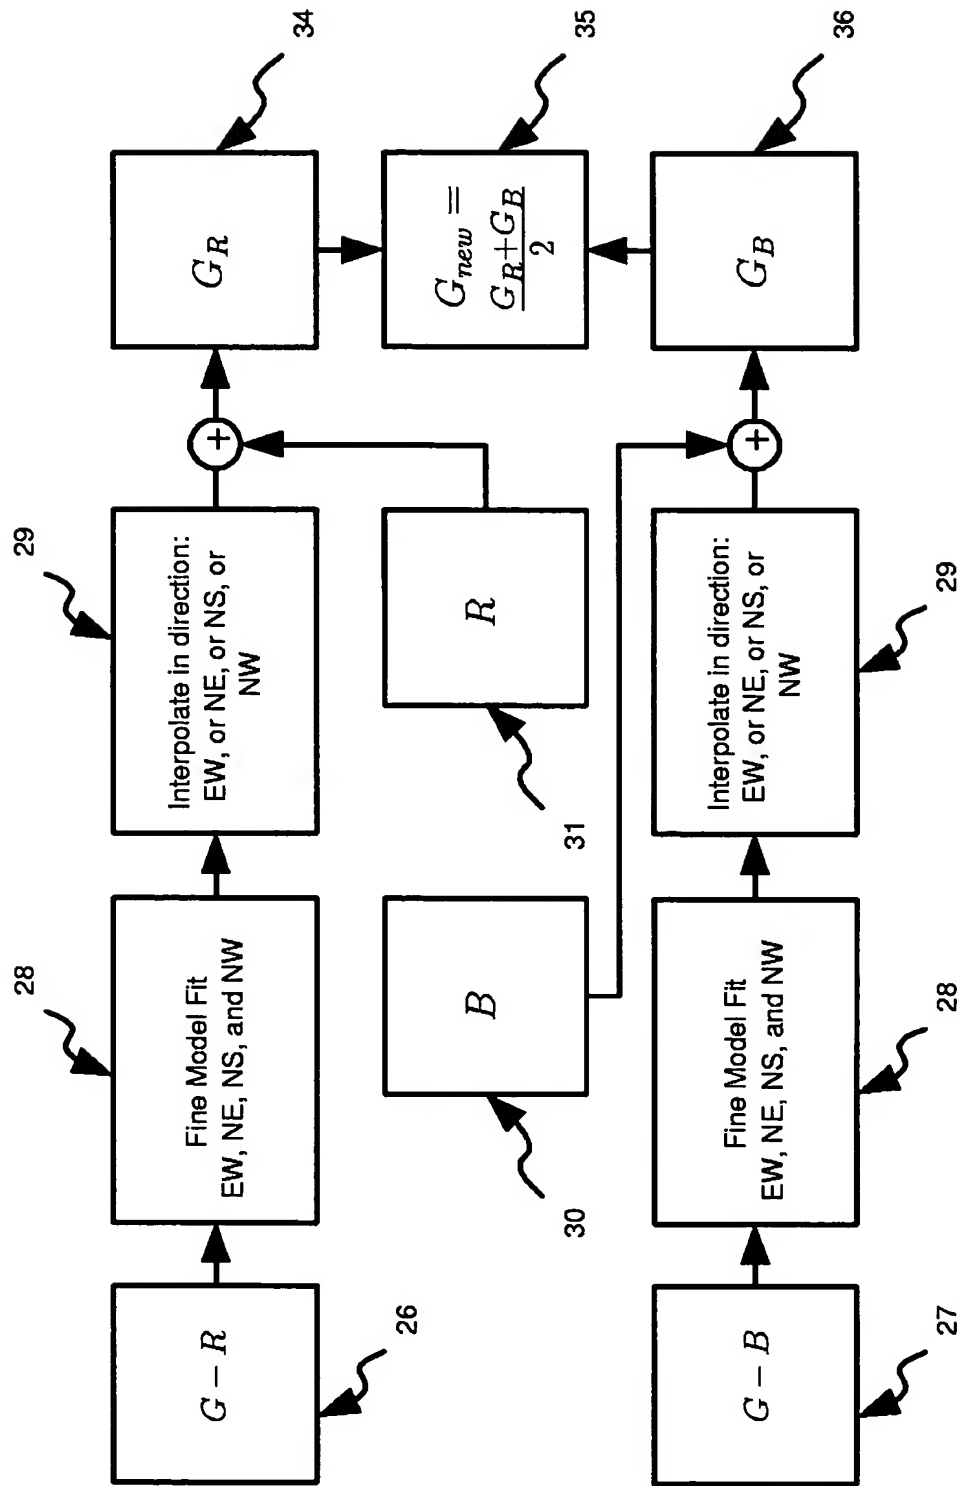 26
G − R
28
Fine Model Fit
EW, NE, NS, and NW
29
Interpolate in direction:
EW, or NE, or NS, or
NW
+
G_R
34
30
B
31
R
G_new =
G_R+G_B
2
35
27
G − B
28
Fine Model Fit
EW, NE, NS, and NW
29
Interpolate in direction:
EW, or NE, or NS, or
NW
+
G_B
36